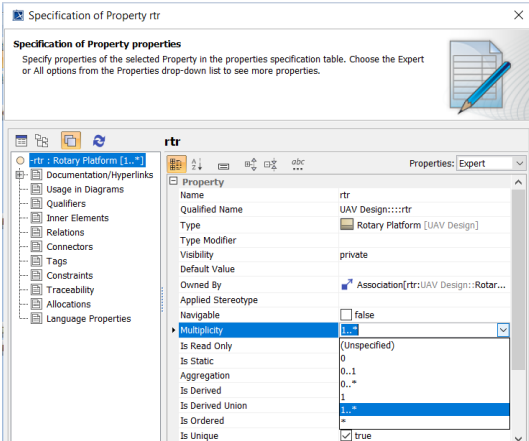 Specification of Property rtr
Specification of Property properties
Specify properties of the selected Property in the properties specification table. Choose the Expert
or All options from the Properties drop-down list to see more properties.
rtr
-rtr : Rotary Platform [1..*]
Documentation/Hyperlinks
Usage in Diagrams
Qualifiers
Inner Elements
Relations
Connectors
Tags
Constraints
Traceability
Allocations
Language Properties
abc
Properties: Expert
Property
Name rtr
Qualified Name UAV Design::::rtr
Type Rotary Platform [UAV Design]
Type Modifier
Visibility private
Default Value
Owned By Association[rtr:UAV Design::Rotar...
Applied Stereotype
Navigable false
Multiplicity 1..*
Is Read Only (Unspecified)
Is Static 0
Aggregation 0..1
Is Derived 0..*
Is Derived Union 1
1..*
Is Ordered *
Is Unique true